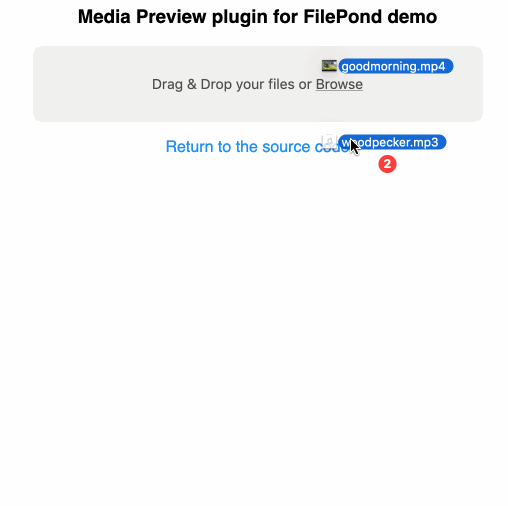 Media Preview plugin for FilePond demo
goodmorning.mp4
Drag & Drop your files or Browse
woodpecker.mp3
Return to the source code
2